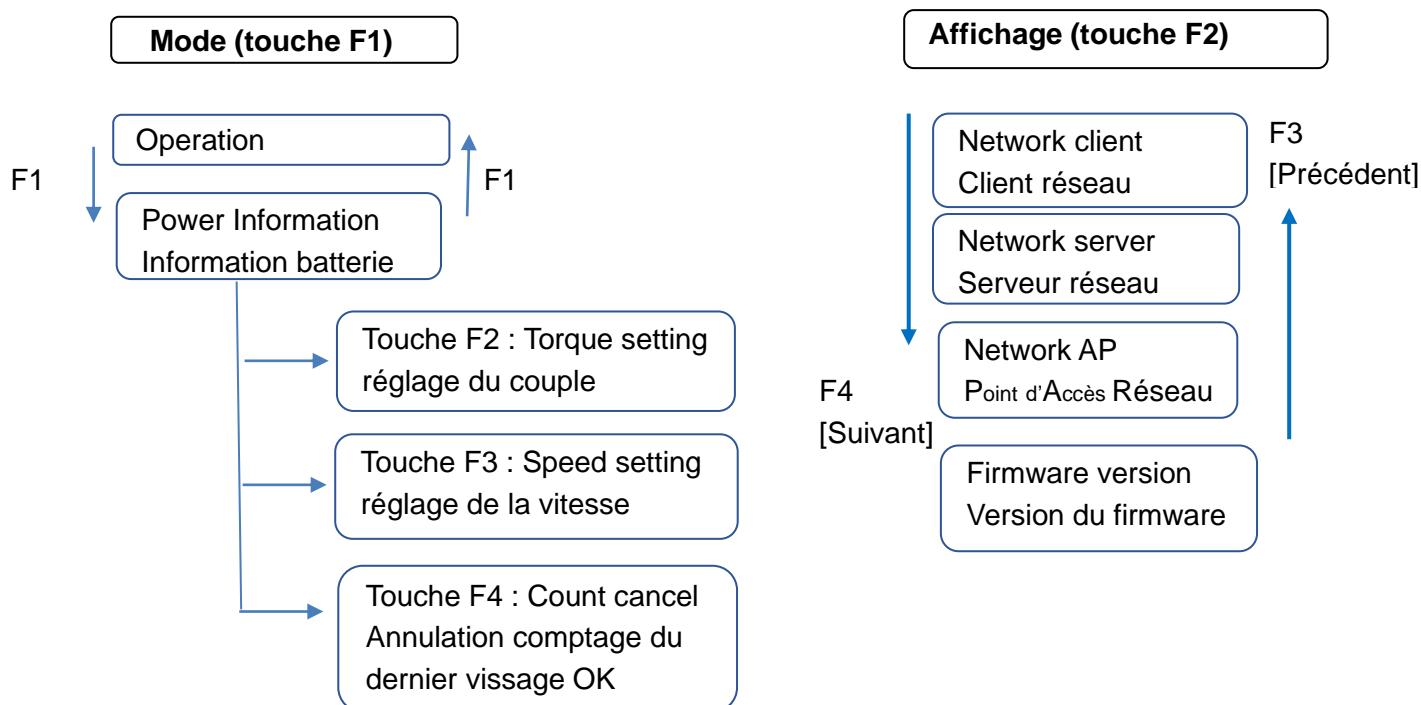 Mode (touche F1)
Operation
F1
F1
Power Information
Information batterie
Touche F2 : Torque setting
réglage du couple
Touche F3 : Speed setting
réglage de la vitesse
Touche F4 : Count cancel
Annulation comptage du
dernier vissage OK
Affichage (touche F2)
Network client
Client réseau
F3
[Précédent]
Network server
Serveur réseau
Network AP
Point d'Accès Réseau
F4
[Suivant]
Firmware version
Version du firmware